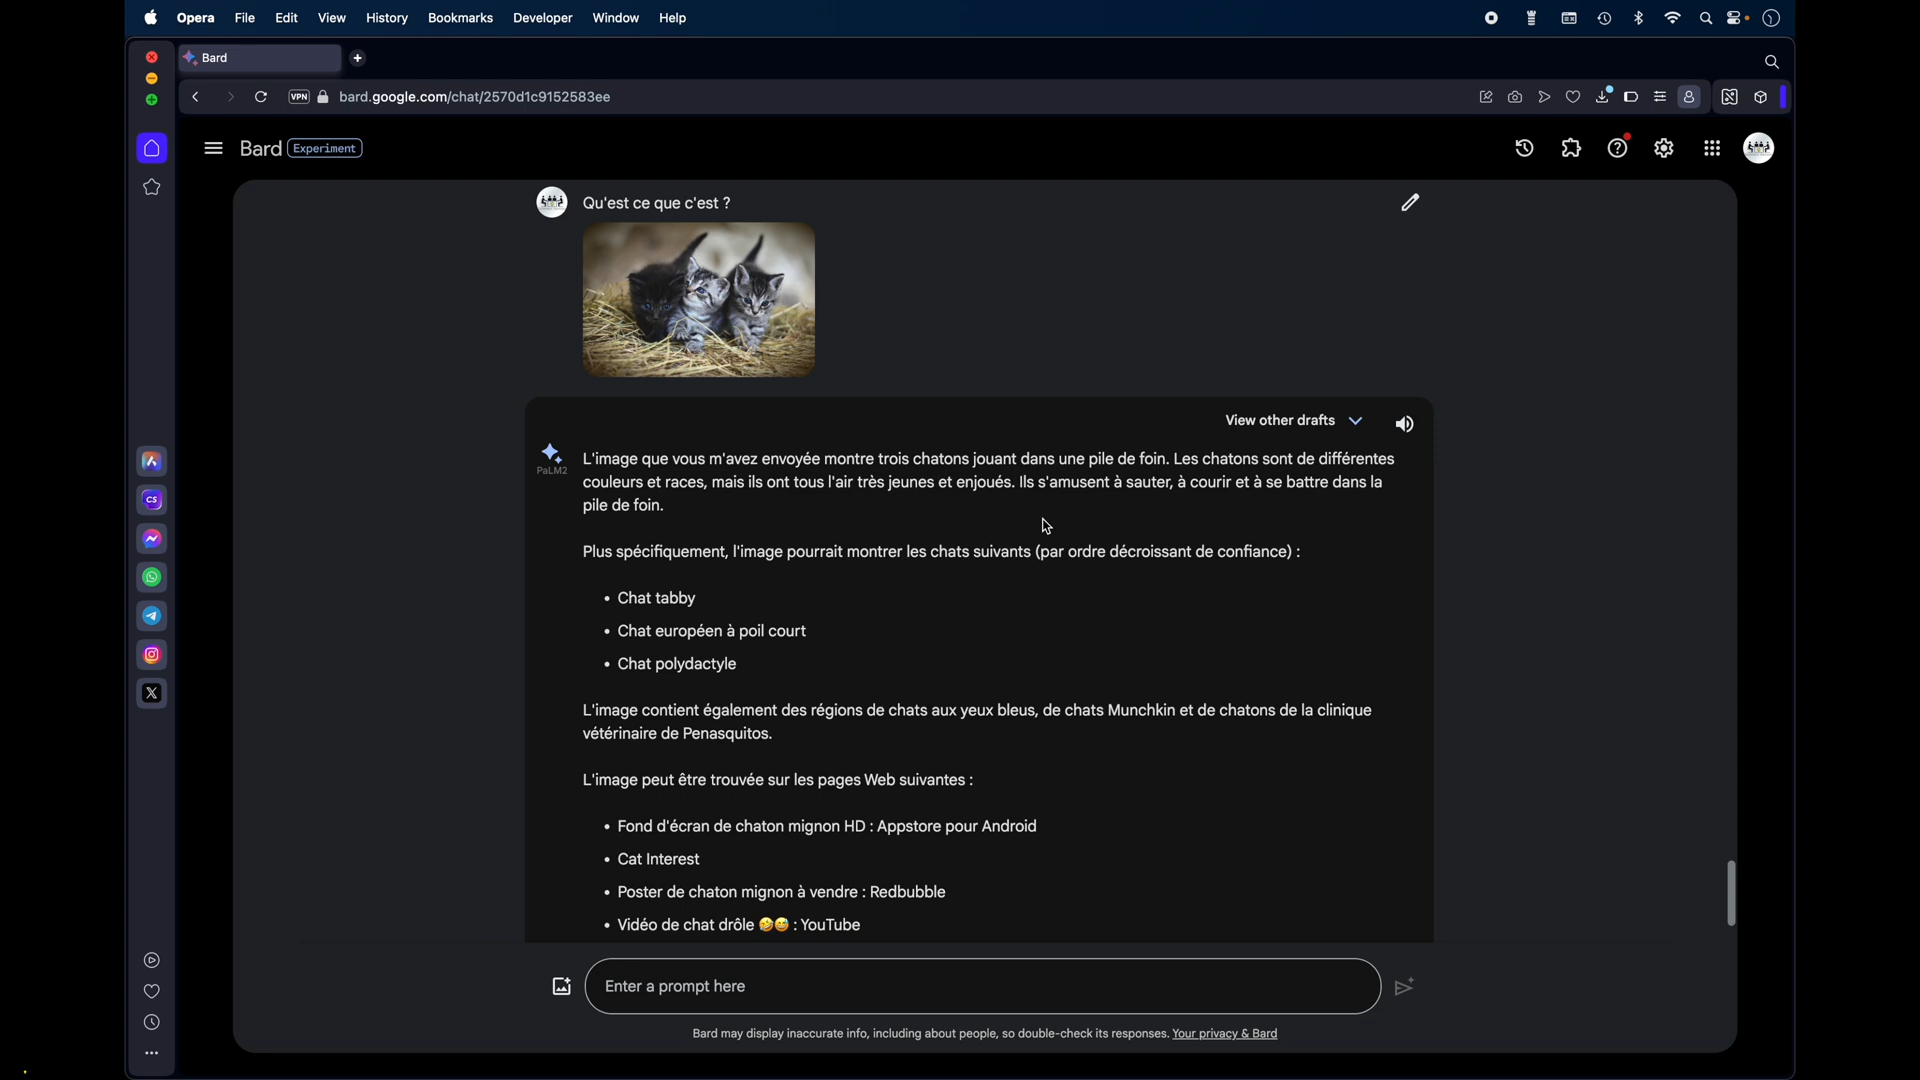 Opera File Edit View History Bookmarks Developer Window Help
Bard
VPN bard.google.com/chat/2570d1c9152583ee
Bard Experiment
Qu'est ce que c'est ?
View other drafts
PaLM2
L'image que vous m'avez envoyée montre trois chatons jouant dans une pile de foin. Les chatons sont de différentes
couleurs et races, mais ils ont tous l'air très jeunes et enjoués. Ils s'amusent à sauter, à courir et à se battre dans la
pile de foin.
Plus spécifiquement, l'image pourrait montrer les chats suivants (par ordre décroissant de confiance) :
• Chat tabby
• Chat européen à poil court
• Chat polydactyle
L'image contient également des régions de chats aux yeux bleus, de chats Munchkin et de chatons de la clinique
vétérinaire de Penasquitos.
L'image peut être trouvée sur les pages Web suivantes :
• Fond d'écran de chaton mignon HD : Appstore pour Android
• Cat Interest
• Poster de chaton mignon à vendre : Redbubble
• Vidéo de chat drôle 🤣😅 : YouTube
CS
Enter a prompt here
Bard may display inaccurate info, including about people, so double-check its responses. Your privacy & Bard